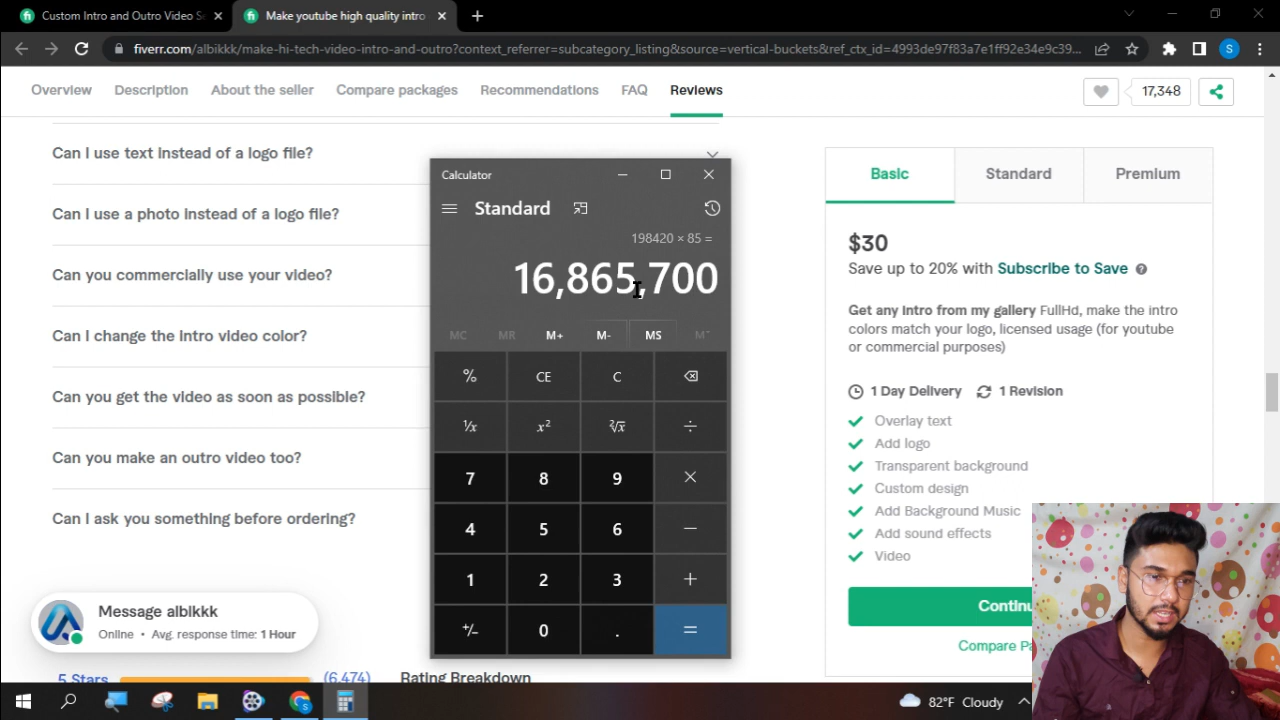 Custom Intro and Outro Video Se
Make youtube high quality intro
fiverr.com/albikkk/make-hi-tech-video-intro-and-outro?context_referrer=subcategory_listing&source=vertical-buckets&ref_ctx_id=4993de97f83a7e1ff92e34e9c39...
S
Overview
Description
About the seller
Compare packages
Recommendations
FAQ
Reviews
17,348
Can I use text instead of a logo file?
Can I use a photo instead of a logo file?
Can you commercially use your video?
Can I change the intro video color?
Can you get the video as soon as possible?
Can you make an outro video too?
Can I ask you something before ordering?
Message albikkk
Online • Avg. response time: 1 Hour
5 Stars
(6,474)
Rating Breakdown
Calculator
Standard
198420 × 85 =
16,865,700
MC MR M+ M- MS M˅
% CE C
¹/x x² ²√x ÷
7 8 9 ×
4 5 6 −
1 2 3 +
+/− 0 . =
Basic
Standard
Premium
$30
Save up to 20% with Subscribe to Save
Get any intro from my gallery FullHd, make the intro
colors match your logo, licensed usage (for youtube
or commercial purposes)
1 Day Delivery
1 Revision
Overlay text
Add logo
Transparent background
Custom design
Add Background Music
Add sound effects
Video
Continu
Compare Pa
82°F Cloudy